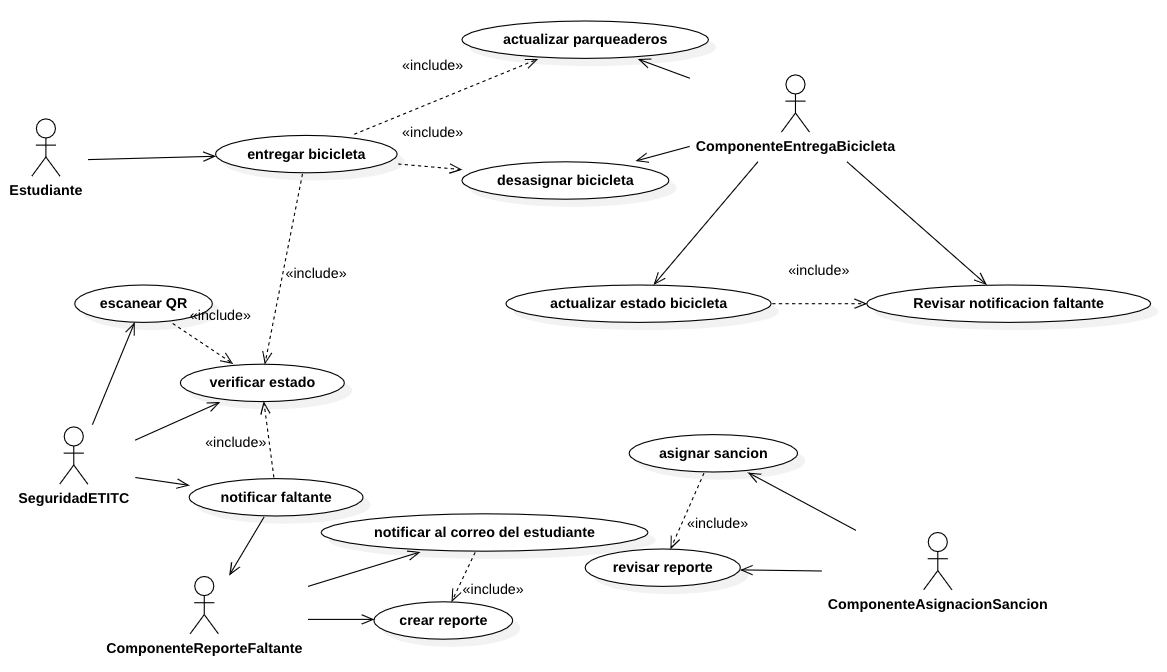 actualizar parqueaderos
«include»
«include»
ComponenteEntregaBicicleta
entregar bicicleta
desasignar bicicleta
Estudiante
«include»
«include»
escanear QR
actualizar estado bicicleta
Revisar notificacion faltante
«include»
verificar estado
«include»
asignar sancion
SeguridadETITC
notificar faltante
«include»
notificar al correo del estudiante
revisar reporte
«include»
ComponenteAsignacionSancion
crear reporte
ComponenteReporteFaltante